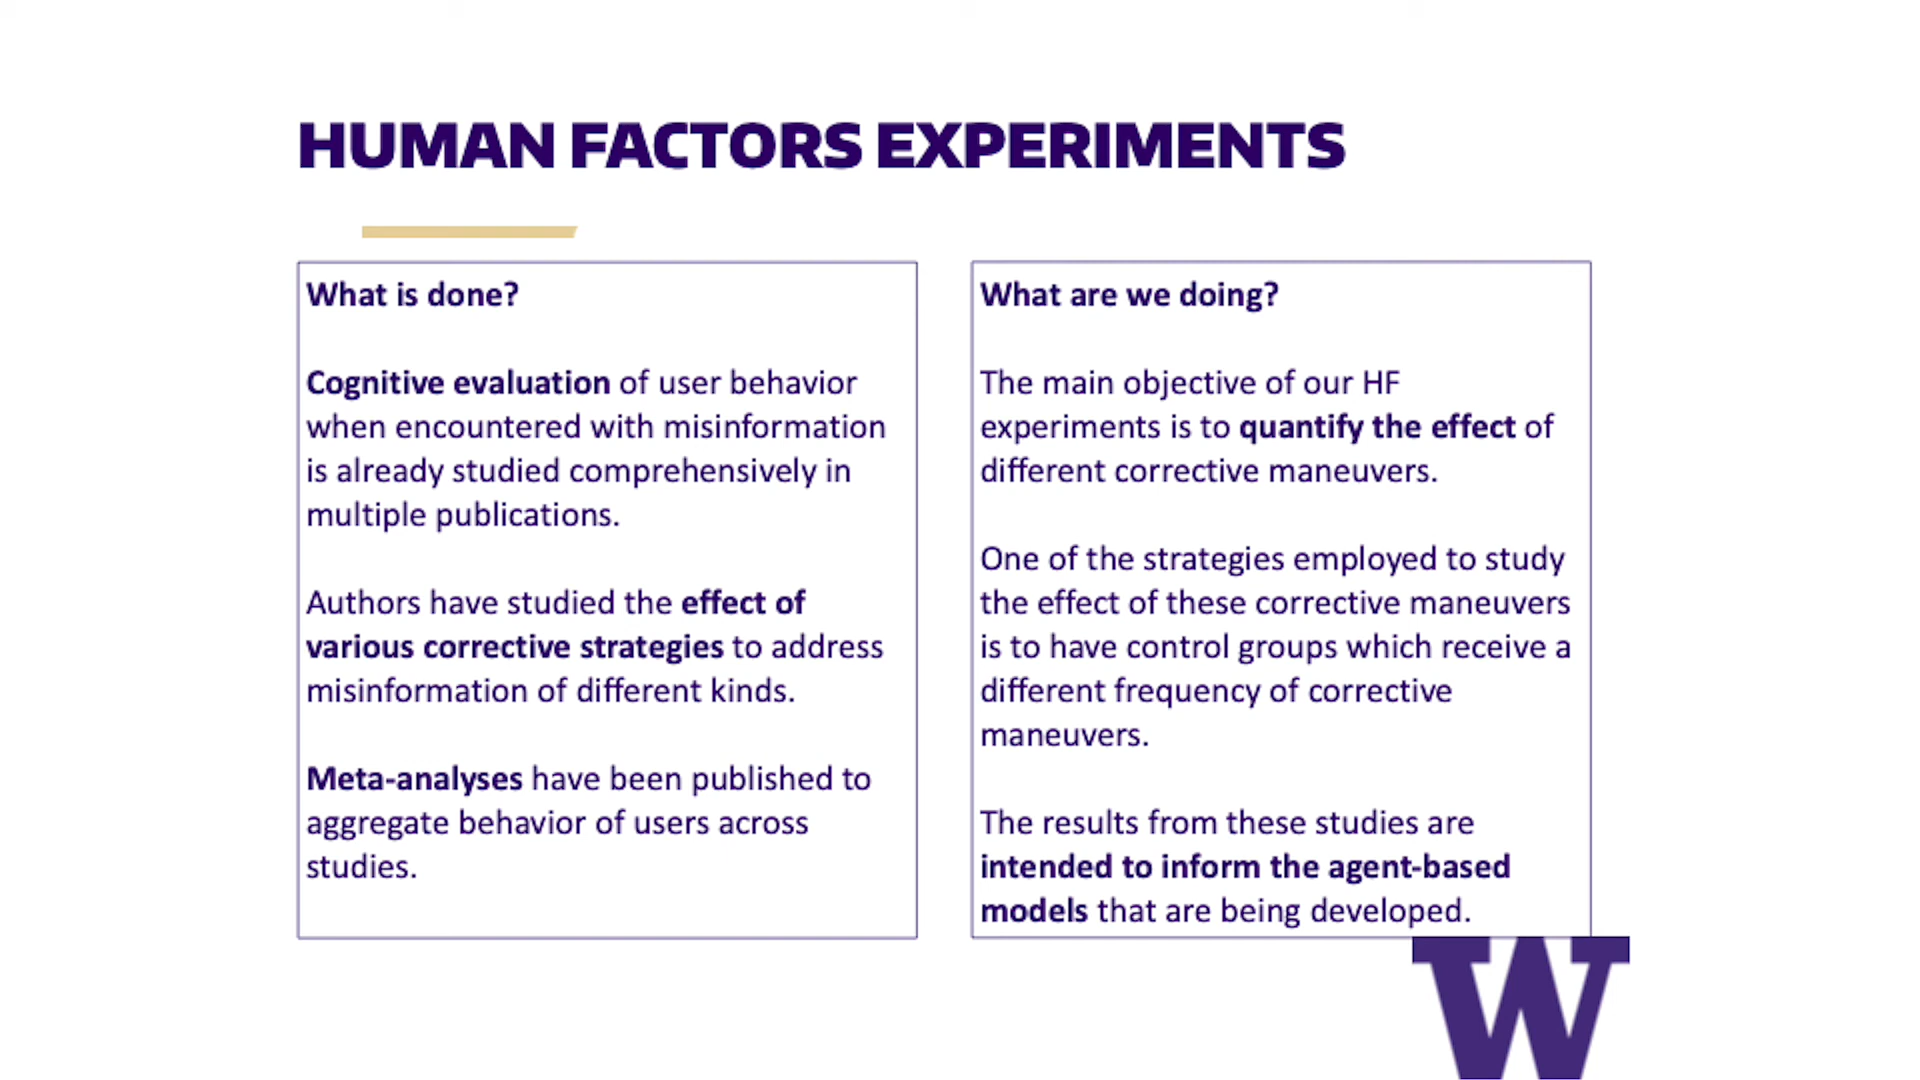 HUMAN FACTORS EXPERIMENTS
What is done?
Cognitive evaluation of user behavior
when encountered with misinformation
is already studied comprehensively in
multiple publications.
Authors have studied the effect of
various corrective strategies to address
misinformation of different kinds.
Meta-analyses have been published to
aggregate behavior of users across
studies.
What are we doing?
The main objective of our HF
experiments is to quantify the effect of
different corrective maneuvers.
One of the strategies employed to study
the effect of these corrective maneuvers
is to have control groups which receive a
different frequency of corrective
maneuvers.
The results from these studies are
intended to inform the agent-based
models that are being developed.
W